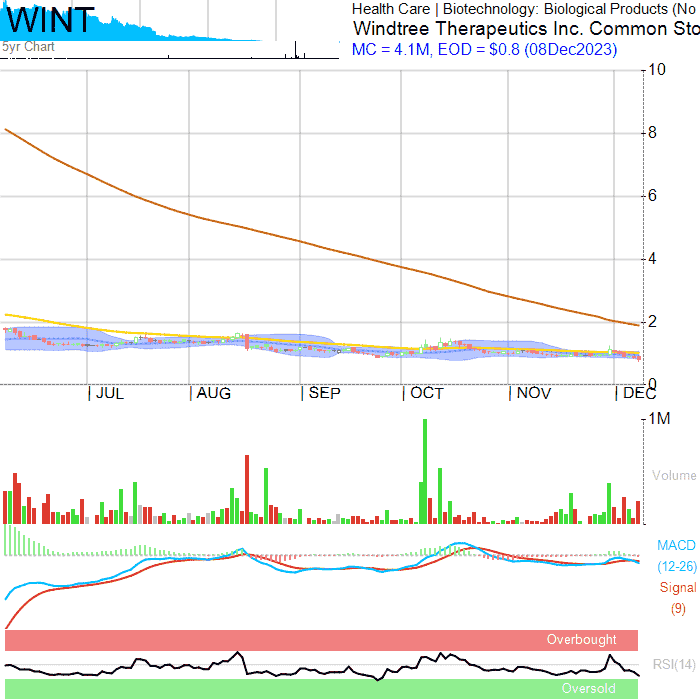 WINT
5yr Chart
Health Care | Biotechnology: Biological Products (No
Windtree Therapeutics Inc. Common Sto
MC = 4.1M, EOD = $0.8 (08Dec2023)
10
8
6
4
2
0
JUL AUG SEP OCT NOV DEC
1M
Volume
MACD
(12-26)
Signal
(9)
Overbought
RSI(14)
Oversold